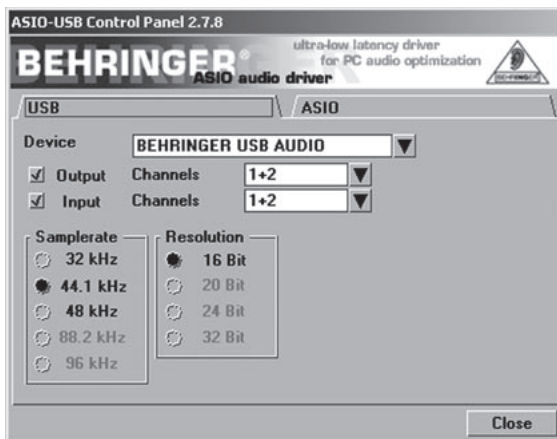 ASIO-USB Control Panel 2.7.8
BEHRINGER®
ultra-low latency driver
for PC audio optimization
ASIO audio driver
BEHRINGER
USB
ASIO
Device BEHRINGER USB AUDIO
Output Channels 1+2
Input Channels 1+2
Samplerate
32 kHz
44.1 kHz
48 kHz
88.2 kHz
96 kHz
Resolution
16 Bit
20 Bit
24 Bit
32 Bit
Close